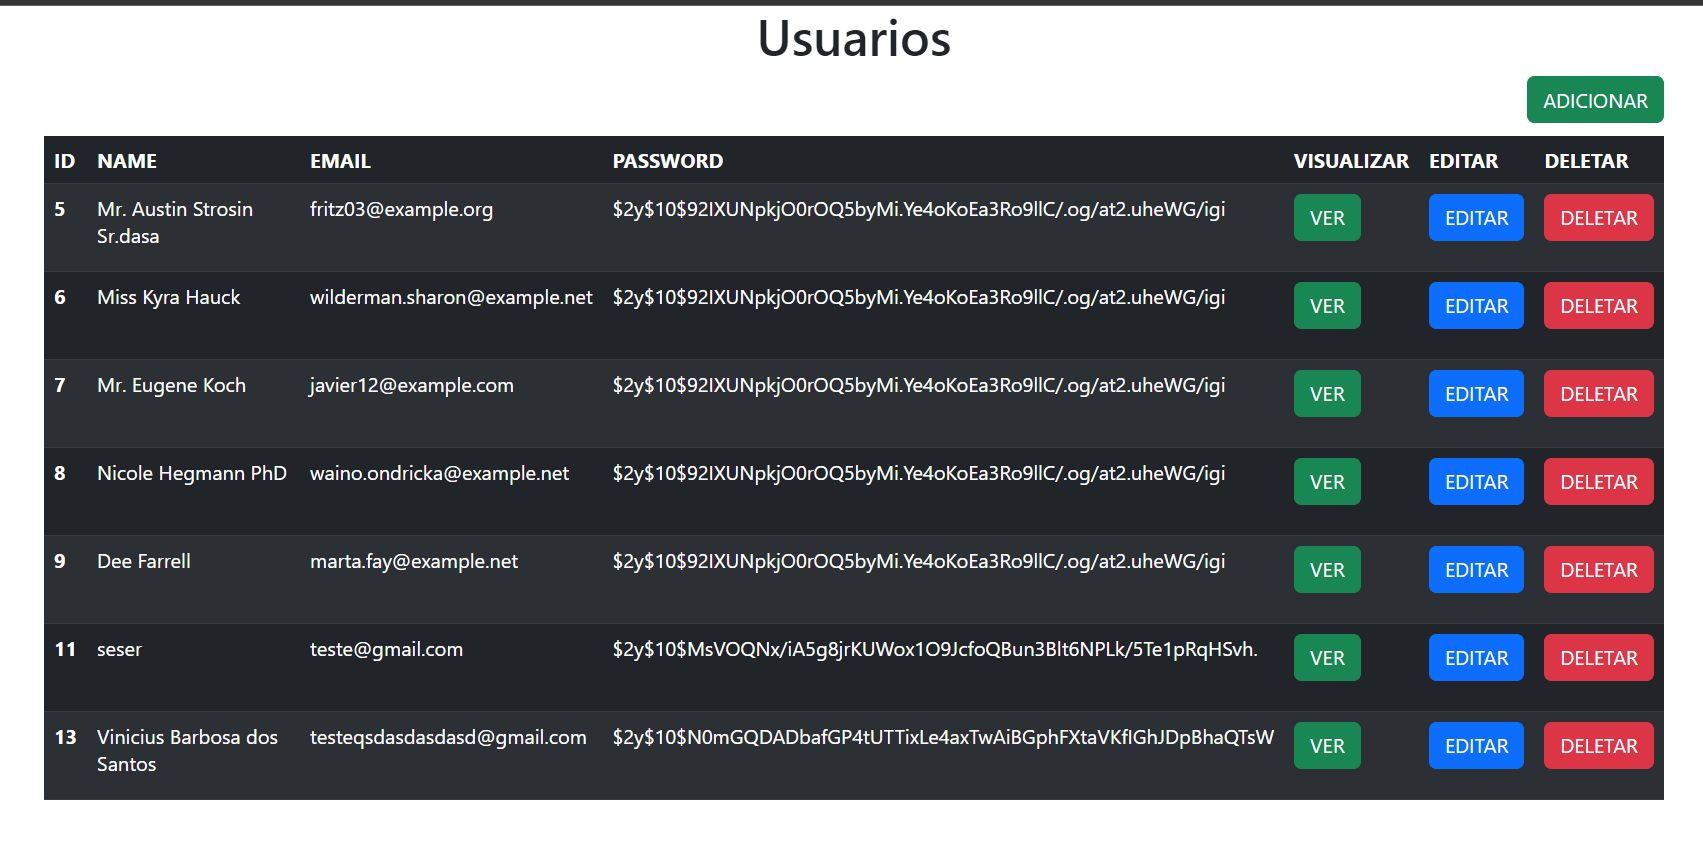 Usuarios
ADICIONAR
ID NAME EMAIL PASSWORD VISUALIZAR EDITAR DELETAR
5 Mr. Austin Strosin fritz03@example.org $2y$10$92IXUNpkjO0rOQ5byMi.Ye4oKoEa3Ro9llC/.og/at2.uheWG/igi VER EDITAR DELETAR
Sr.dasa
6 Miss Kyra Hauck wilderman.sharon@example.net $2y$10$92IXUNpkjO0rOQ5byMi.Ye4oKoEa3Ro9llC/.og/at2.uheWG/igi VER EDITAR DELETAR
7 Mr. Eugene Koch javier12@example.com $2y$10$92IXUNpkjO0rOQ5byMi.Ye4oKoEa3Ro9llC/.og/at2.uheWG/igi VER EDITAR DELETAR
8 Nicole Hegmann PhD waino.ondricka@example.net $2y$10$92IXUNpkjO0rOQ5byMi.Ye4oKoEa3Ro9llC/.og/at2.uheWG/igi VER EDITAR DELETAR
9 Dee Farrell marta.fay@example.net $2y$10$92IXUNpkjO0rOQ5byMi.Ye4oKoEa3Ro9llC/.og/at2.uheWG/igi VER EDITAR DELETAR
11 seser teste@gmail.com $2y$10$MsVOQNx/iA5g8jrKUWox1O9JcfoQBun3Blt6NPLk/5Te1pRqHSvh. VER EDITAR DELETAR
13 Vinicius Barbosa dos testeqsdasdasdasd@gmail.com $2y$10$N0mGQDADbafGP4tUTTixLe4axTwAiBGphFXtaVKfIGhJDpBhaQTsW VER EDITAR DELETAR
Santos